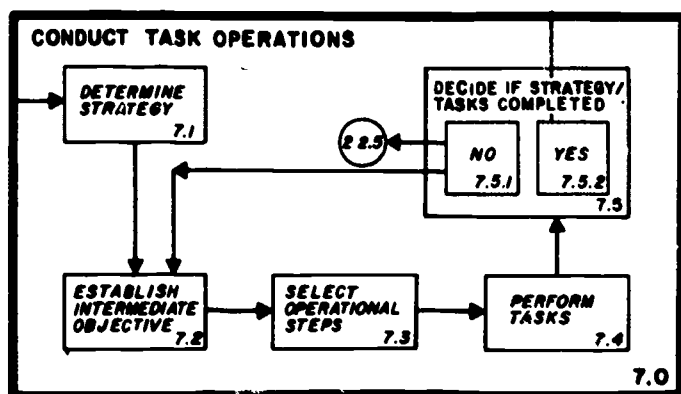 CONDUCT TASK OPERATIONS
DETERMINE
STRATEGY
7.1
DECIDE IF STRATEGY/
TASKS COMPLETED
2 2.5
NO
7.5.1
YES
7.5.2
7.5
ESTABLISH
INTERMEDIATE
OBJECTIVE
7.2
SELECT
OPERATIONAL
STEPS
7.3
PERFORM
TASKS
7.4
7.0